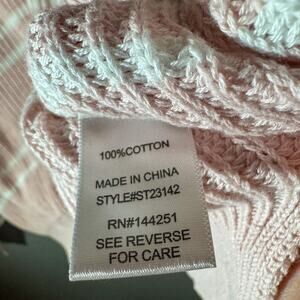 100%COTTON
MADE IN CHINA
STYLE#ST23142
RN#144251
SEE REVERSE
FOR CARE